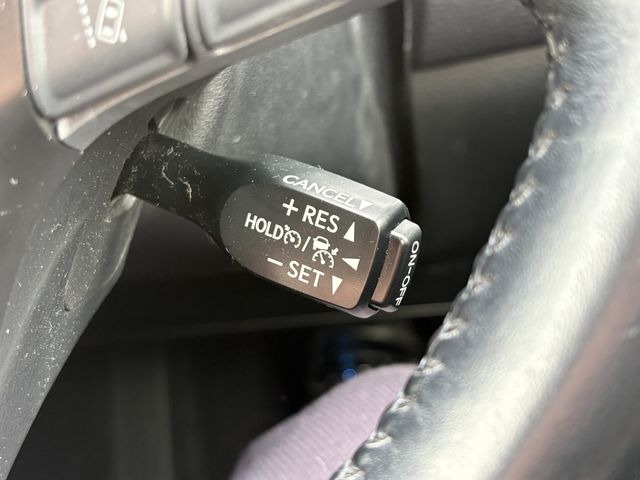 CANCEL▼
+ RES ▲
HOLD / ◀
− SET ▼
ON-OFF